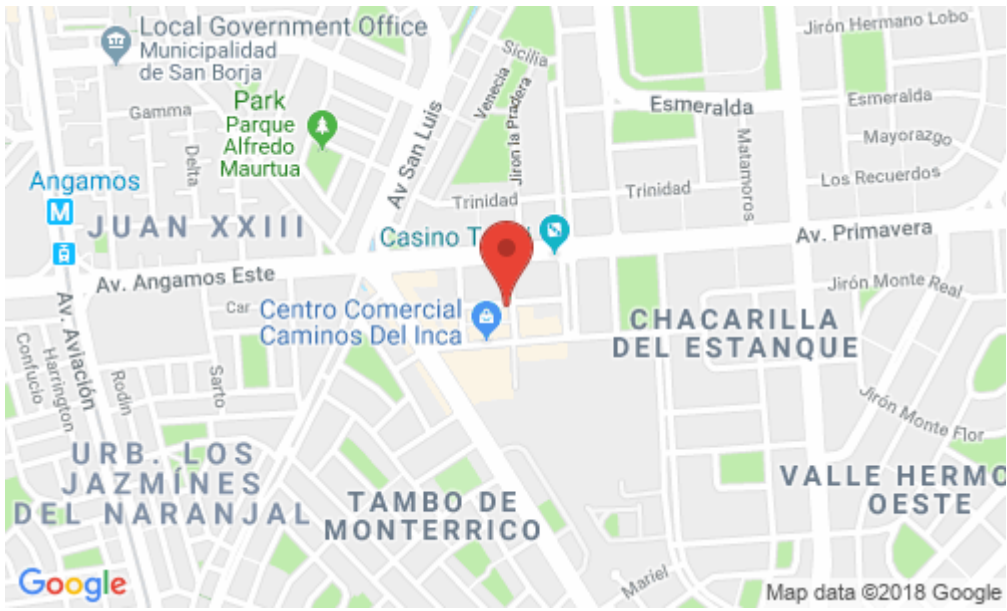 Local Government Office
Municipalidad
de San Borja
Jirón Hermano Lobo
Sicilia
Venecia
Jiron la Pradera
Gamma
Delta
Park
Parque
Alfredo
Maurtua
Av San Luis
Esmeralda
Esmeralda
Mayorazgo
Matamoros
Angamos
M
Trinidad
Trinidad
Los Recuerdos
JUAN XXIII
Casino
Av. Primavera
Av. Angamos Este
Jirón Monte Real
Car
Centro Comercial
Caminos Del Inca
CHACARILLA
DEL ESTANQUE
Av. Aviación
Confucio
Harrington
Rodin
Sarto
Jirón Monte Flor
URB. LOS
JAZMÍNES
DEL NARANJAL
TAMBO DE
MONTERRICO
VALLE HERMO
OESTE
Mariel
Google
Map data ©2018 Google